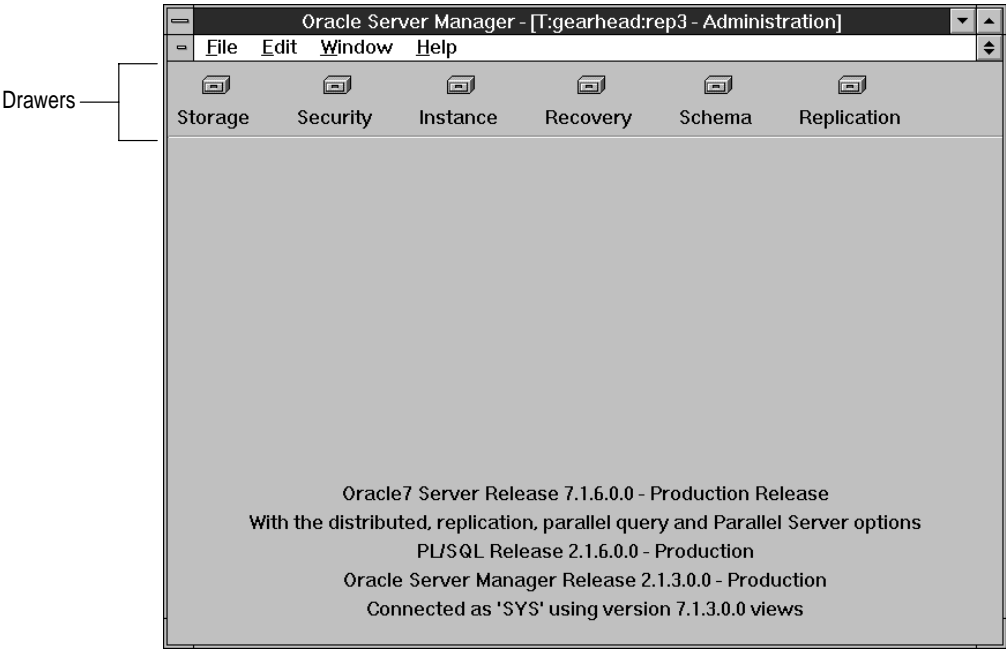 Oracle Server Manager - [T:gearhead:rep3 - Administration]
File Edit Window Help
Drawers
Storage Security Instance Recovery Schema Replication
Oracle7 Server Release 7.1.6.0.0 - Production Release
With the distributed, replication, parallel query and Parallel Server options
PL/SQL Release 2.1.6.0.0 - Production
Oracle Server Manager Release 2.1.3.0.0 - Production
Connected as 'SYS' using version 7.1.3.0.0 views